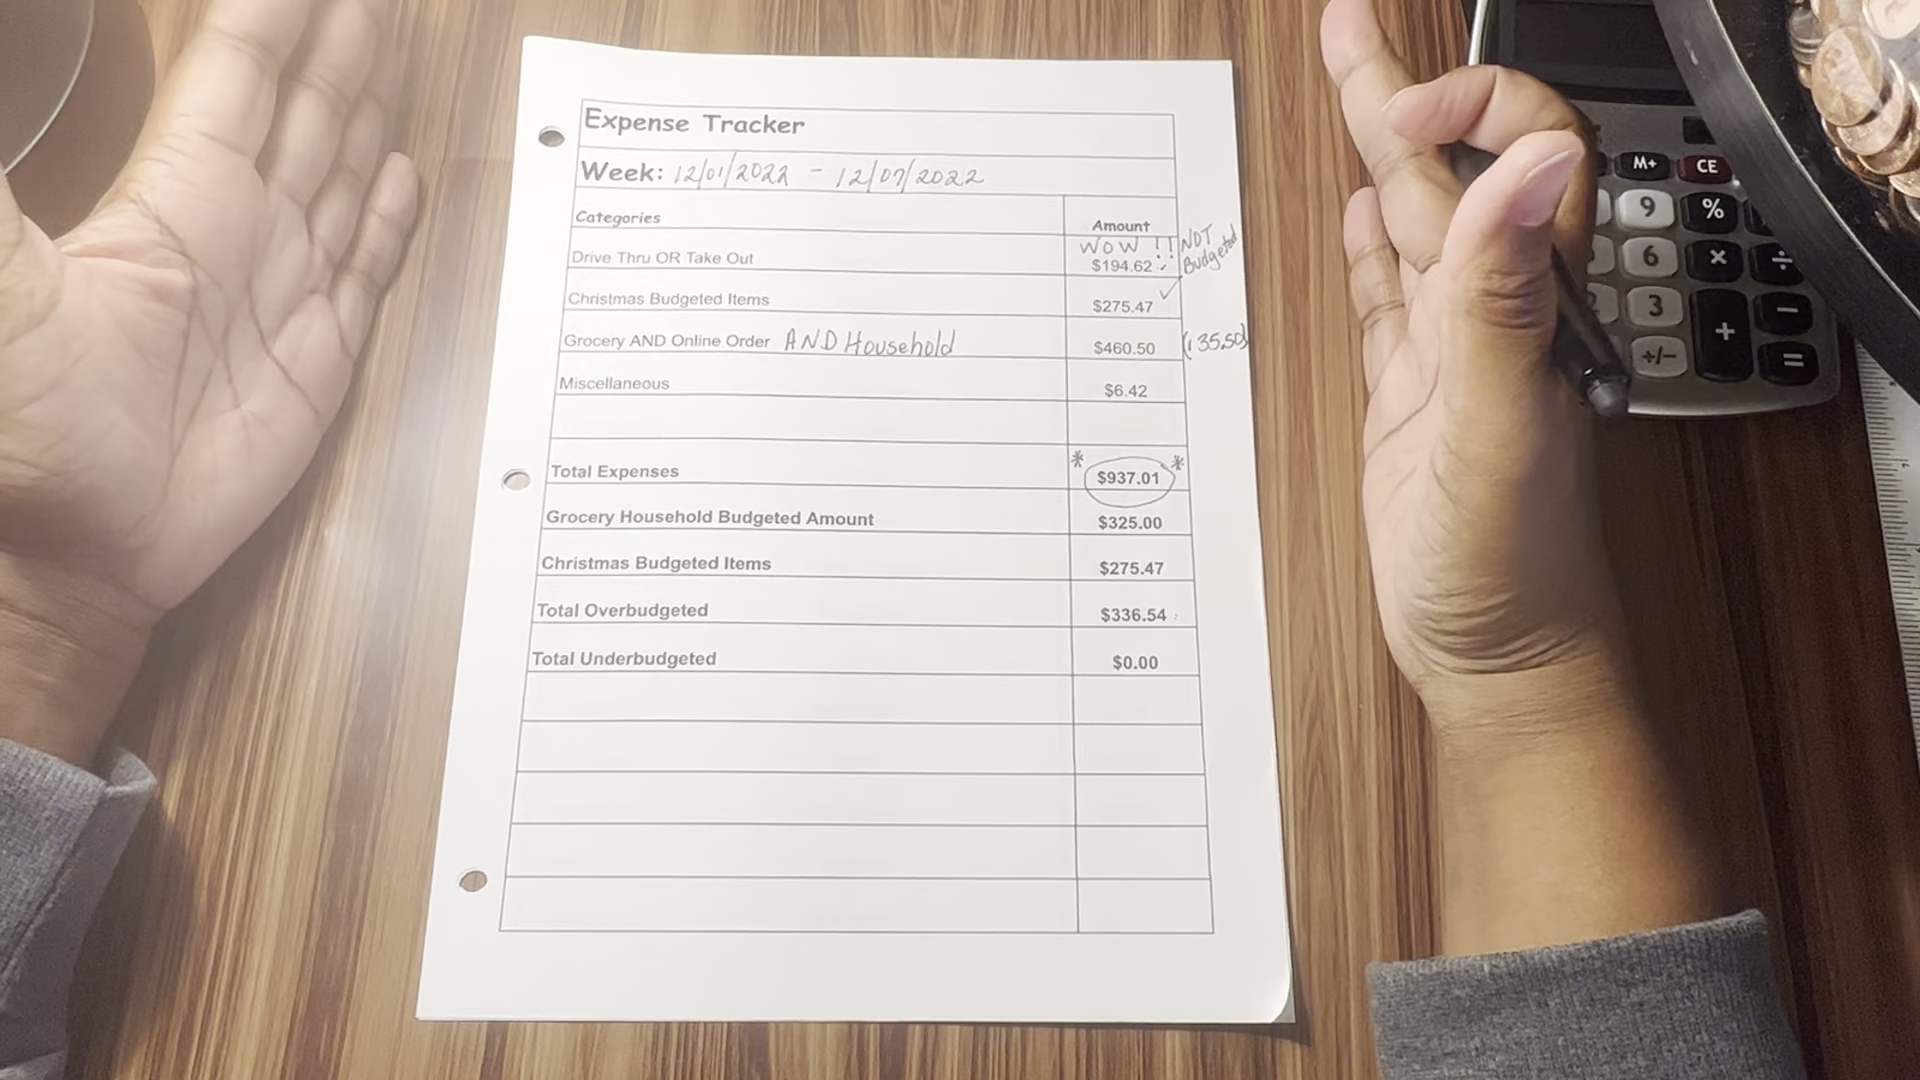 Expense Tracker
Week: 12/01/2022 - 12/07/2022
Categories Amount
WOW !! NOT Budgeted
Drive Thru OR Take Out $194.62 ✓
Christmas Budgeted Items $275.47 ✓
Grocery AND Online Order AND Household $460.50 (135.50)
Miscellaneous $6.42
Total Expenses * $937.01 *
Grocery Household Budgeted Amount $325.00
Christmas Budgeted Items $275.47
Total Overbudgeted $336.54
Total Underbudgeted $0.00
M+ CE
9 %
6 × ÷
3 + −
+/− =